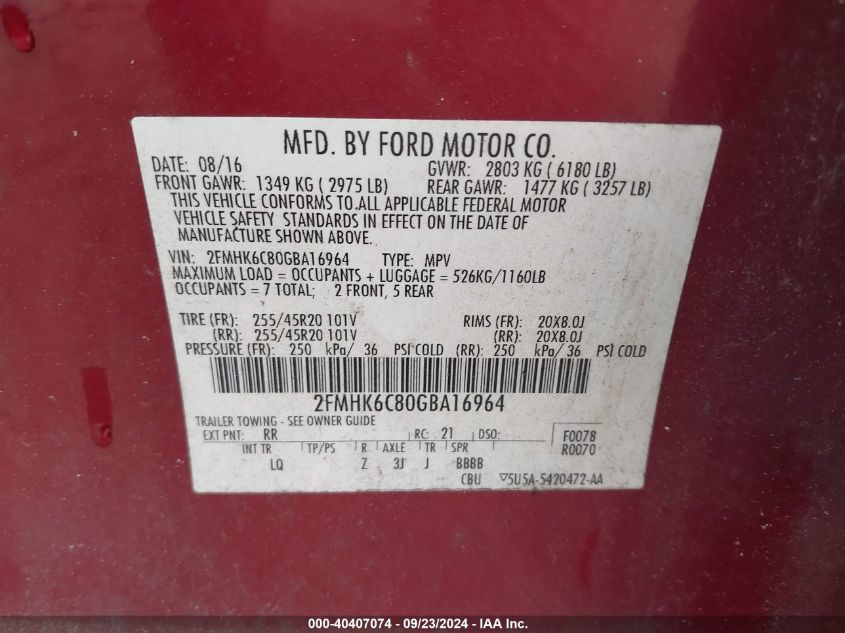 MFD. BY FORD MOTOR CO.
DATE: 08/16 GVWR: 2803 KG ( 6180 LB)
FRONT GAWR: 1349 KG ( 2975 LB) REAR GAWR: 1477 KG ( 3257 LB)
THIS VEHICLE CONFORMS TO ALL APPLICABLE FEDERAL MOTOR
VEHICLE SAFETY STANDARDS IN EFFECT ON THE DATE OF
MANUFACTURE SHOWN ABOVE.
VIN: 2FMHK6C80GBA16964 TYPE: MPV
MAXIMUM LOAD = OCCUPANTS + LUGGAGE = 526KG/1160LB
OCCUPANTS = 7 TOTAL; 2 FRONT, 5 REAR
TIRE (FR): 255/45R20 101V RIMS (FR): 20X8.0J
(RR): 255/45R20 101V (RR): 20X8.0J
PRESSURE (FR): 250 kPa/ 36 PSI COLD (RR): 250 kPa/ 36 PSI COLD
2FMHK6C80GBA16964
TRAILER TOWING - SEE OWNER GUIDE
EXT PNT: RR RC: 21 DSO: F0078
INT TR TP/PS R AXLE TR SPR R0070
LQ Z 3J J BBBB
CBU ▽5U5A-5420472-AA
000-40407074 - 09/23/2024 - IAA Inc.